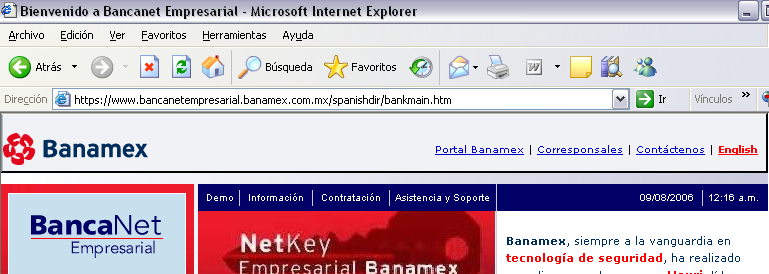 Bienvenido a Bancanet Empresarial - Microsoft Internet Explorer
Archivo Edición Ver Favoritos Herramientas Ayuda
Atrás Búsqueda Favoritos
Dirección https://www.bancanetempresarial.banamex.com.mx/spanishdir/bankmain.htm Ir Vínculos »
Banamex Portal Banamex | Corresponsales | Contáctenos | English
Demo | Información | Contratación | Asistencia y Soporte 09/08/2006 | 12:16 a.m.
BancaNet
Empresarial
NetKey
Empresarial Banamex
Banamex, siempre a la vanguardia en
tecnología de seguridad, ha realizado